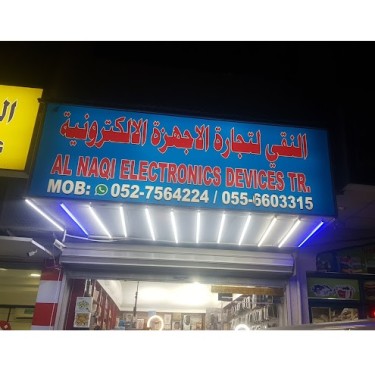 النقي لتجارة الاجهزة الالكترونية
AL NAQI ELECTRONICS DEVICES TR.
MOB: 052-7564224 / 055-6603315